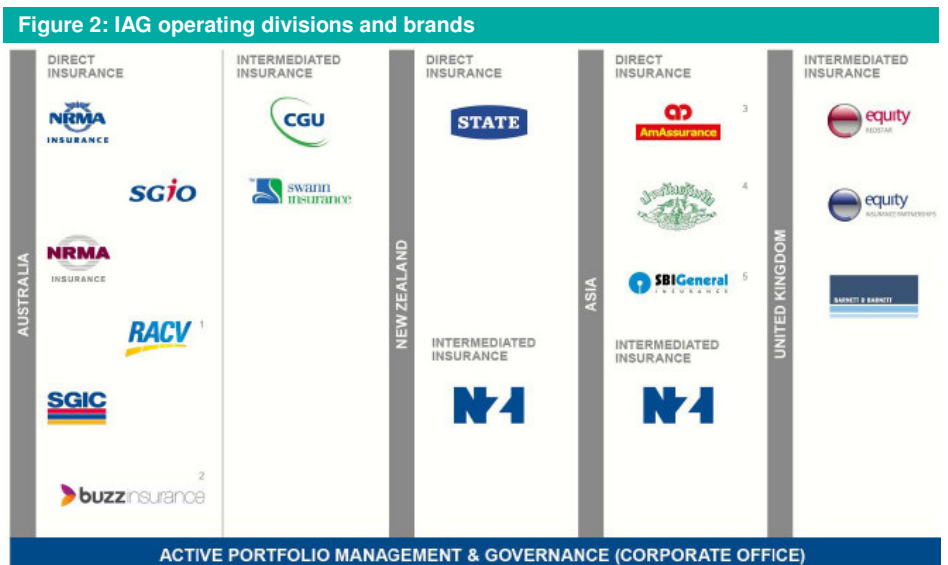 Figure 2: IAG operating divisions and brands
AUSTRALIA
DIRECT
INSURANCE
NRMA
INSURANCE
SGIO
NRMA
INSURANCE
RACV 1
SGIC
2
buzzinsurance
INTERMEDIATED
INSURANCE
CGU
swann
insurance
NEW ZEALAND
DIRECT
INSURANCE
STATE
INTERMEDIATED
INSURANCE
NZI
ASIA
DIRECT
INSURANCE
3
AmAssurance
4
SBIGeneral 5
INSURANCE
INTERMEDIATED
INSURANCE
NZI
UNITED KINGDOM
INTERMEDIATED
INSURANCE
equity
REDSTAR
equity
INSURANCE PARTNERSHIPS
BARNETT & BARNETT
ACTIVE PORTFOLIO MANAGEMENT & GOVERNANCE (CORPORATE OFFICE)